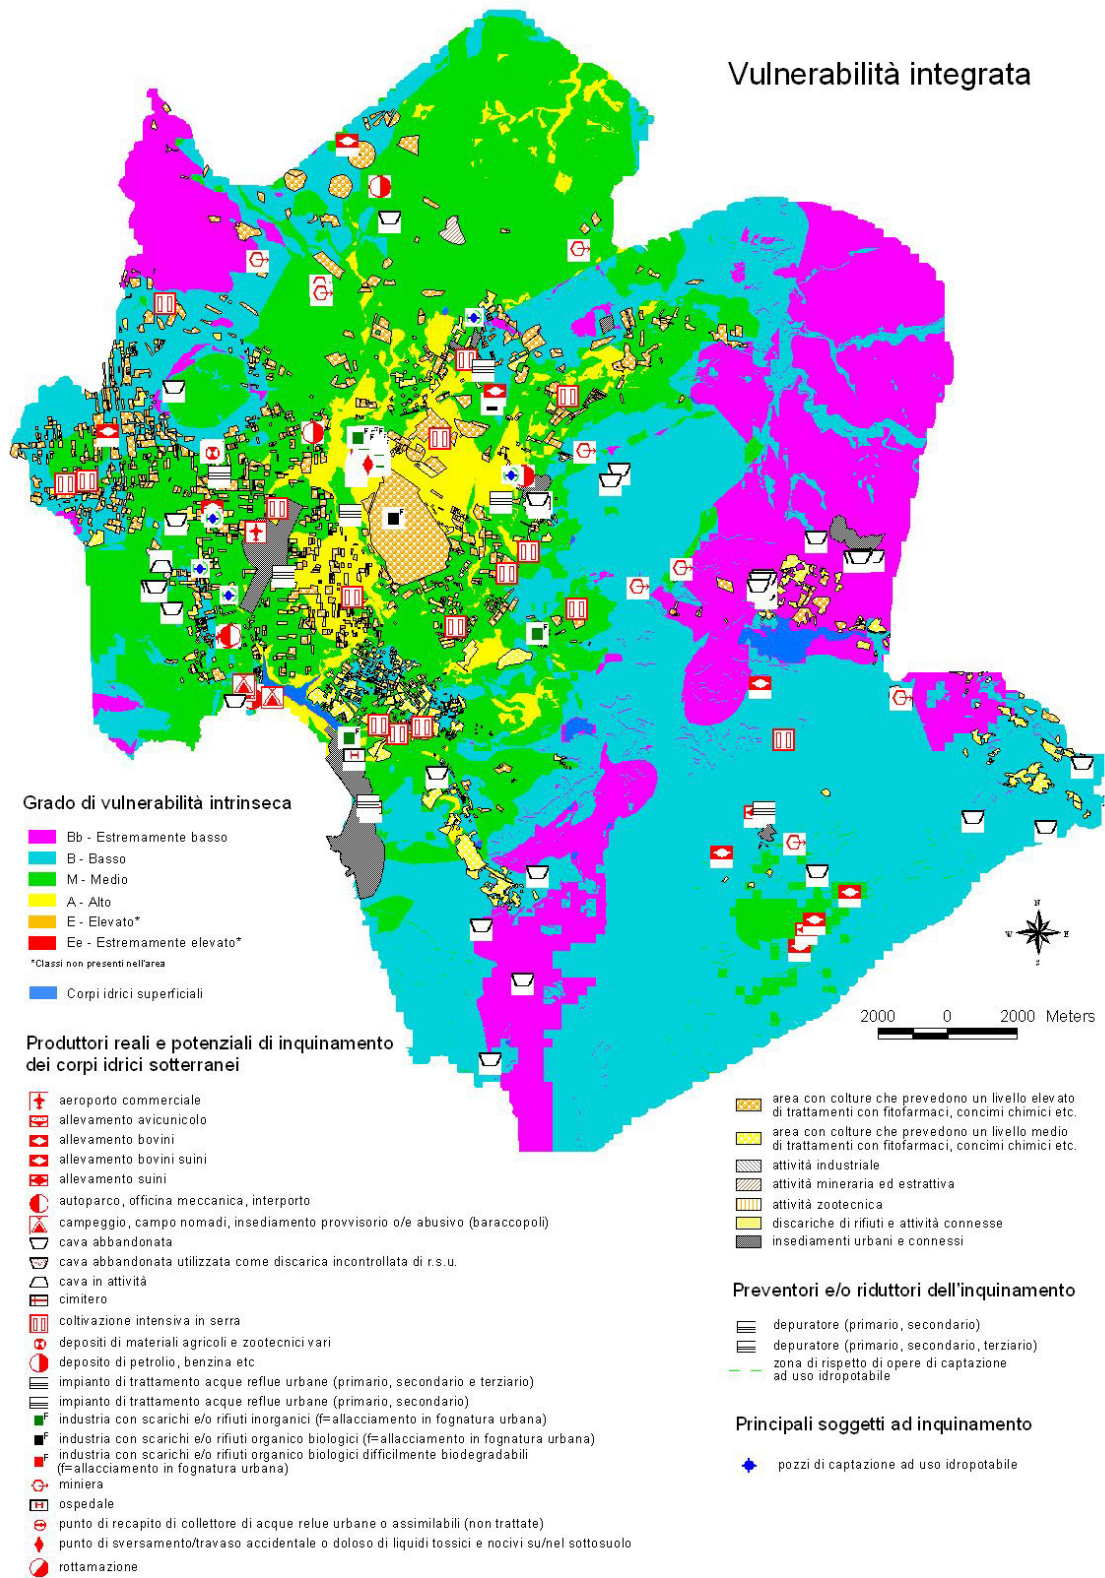 Vulnerabilità integrata
Grado di vulnerabilità intrinseca
Bb - Estremamente basso
B - Basso
M - Medio
A - Alto
E - Elevato*
Ee - Estremamente elevato*
*Classi non presenti nell'area
Corpi idrici superficiali
N
W
E
S
2000 0 2000 Meters
Produttori reali e potenziali di inquinamento
dei corpi idrici sotterranei
aeroporto commerciale
allevamento avicunicolo
allevamento bovini
allevamento bovini suini
allevamento suini
autoparco, officina meccanica, interporto
campeggio, campo nomadi, insediamento provvisorio o/e abusivo (baraccopoli)
cava abbandonata
cava abbandonata utilizzata come discarica incontrollata di r.s.u.
cava in attività
cimitero
coltivazione intensiva in serra
depositi di materiali agricoli e zootecnici vari
deposito di petrolio, benzina etc
impianto di trattamento acque reflue urbane (primario, secondario e terziario)
impianto di trattamento acque reflue urbane (primario, secondario)
F industria con scarichi e/o rifiuti inorganici (f=allacciamento in fognatura urbana)
F industria con scarichi e/o rifiuti organico biologici (f=allacciamento in fognatura urbana)
F industria con scarichi e/o rifiuti organico biologici difficilmente biodegradabili
(f=allacciamento in fognatura urbana)
miniera
H ospedale
punto di recapito di collettore di acque relue urbane o assimilabili (non trattate)
punto di sversamento/travaso accidentale o doloso di liquidi tossici e nocivi su/nel sottosuolo
rottamazione
area con colture che prevedono un livello elevato
di trattamenti con fitofarmaci, concimi chimici etc.
area con colture che prevedono un livello medio
di trattamenti con fitofarmaci, concimi chimici etc.
attività industriale
attività mineraria ed estrattiva
attività zootecnica
discariche di rifiuti e attività connesse
insediamenti urbani e connessi
Preventori e/o riduttori dell'inquinamento
depuratore (primario, secondario)
depuratore (primario, secondario, terziario)
zona di rispetto di opere di captazione
ad uso idropotabile
Principali soggetti ad inquinamento
pozzi di captazione ad uso idropotabile